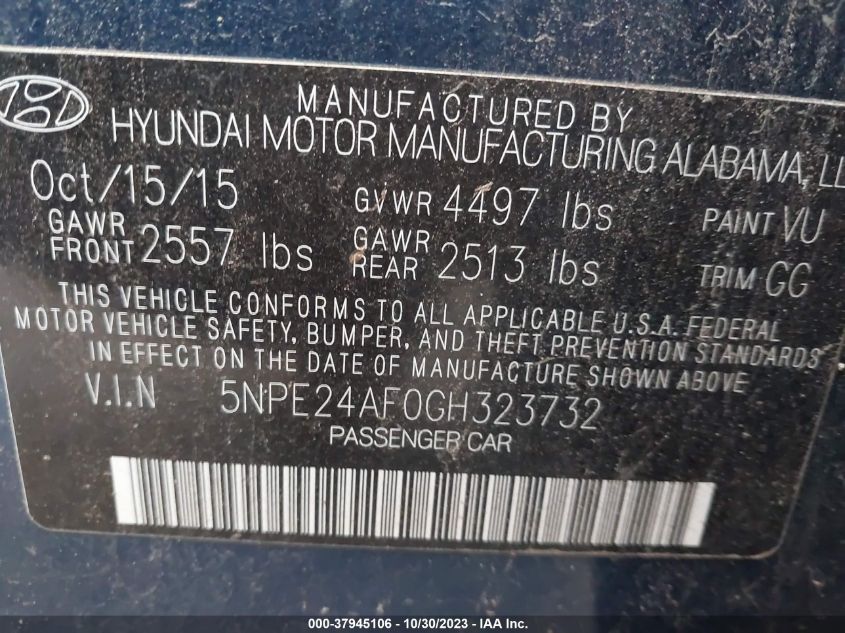 MANUFACTURED BY
HYUNDAI MOTOR MANUFACTURING ALABAMA, LL
Oct/15/15 GVWR 4497 lbs PAINT VU
GAWR FRONT 2557 lbs GAWR REAR 2513 lbs TRIM GG
THIS VEHICLE CONFORMS TO ALL APPLICABLE U.S.A. FEDERAL
MOTOR VEHICLE SAFETY, BUMPER, AND THEFT PREVENTION STANDARDS
IN EFFECT ON THE DATE OF MANUFACTURE SHOWN ABOVE
V.I.N 5NPE24AF0GH323732
PASSENGER CAR
000-37945106 - 10/30/2023 - IAA Inc.